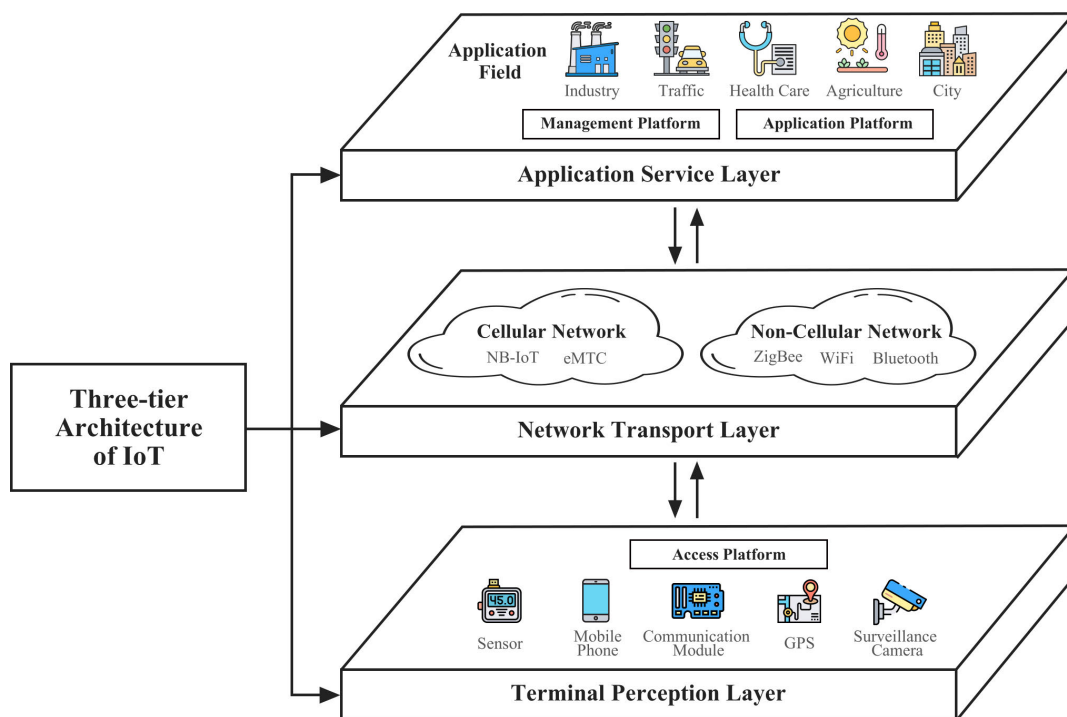 Application
Field
Industry
Traffic
Health Care
Agriculture
City
Management Platform
Application Platform
Application Service Layer
Cellular Network
NB-IoT
eMTC
Non-Cellular Network
ZigBee
WiFi
Bluetooth
Network Transport Layer
Three-tier
Architecture
of IoT
Access Platform
45.0
Sensor
Mobile
Phone
Communication
Module
GPS
Surveillance
Camera
Terminal Perception Layer